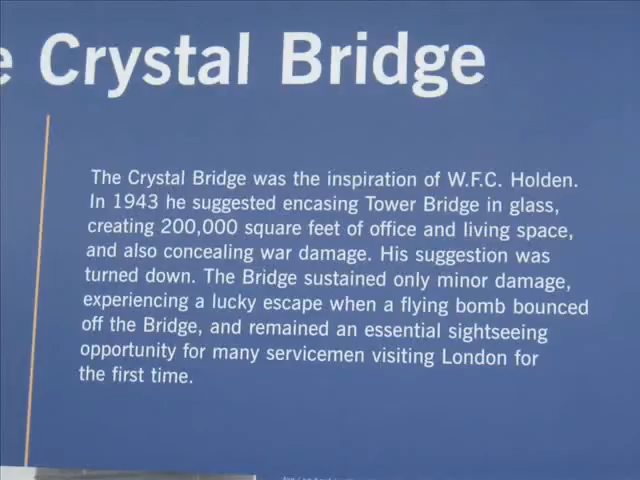 e Crystal Bridge
The Crystal Bridge was the inspiration of W.F.C. Holden.
In 1943 he suggested encasing Tower Bridge in glass,
creating 200,000 square feet of office and living space,
and also concealing war damage. His suggestion was
turned down. The Bridge sustained only minor damage,
experiencing a lucky escape when a flying bomb bounced
off the Bridge, and remained an essential sightseeing
opportunity for many servicemen visiting London for
the first time.